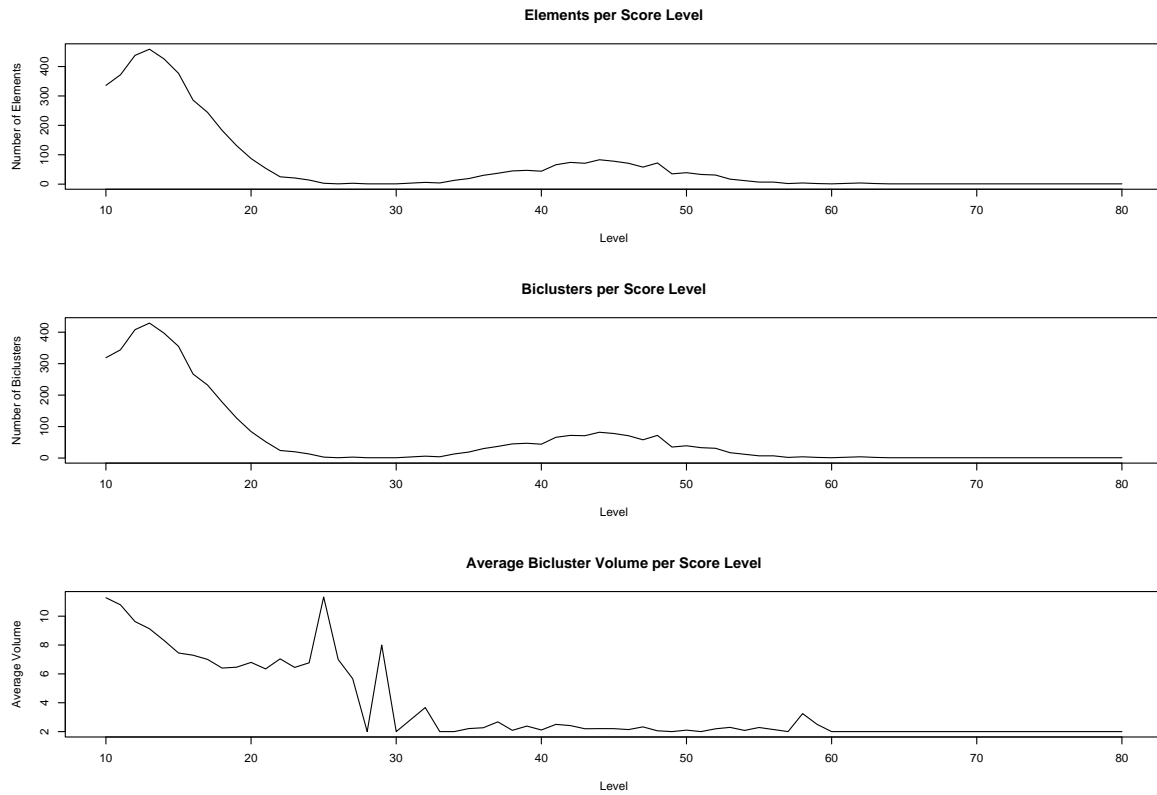 Elements per Score Level
Number of Elements
0 100 200 300 400
10 20 30 40 50 60 70 80
Level
Biclusters per Score Level
Number of Biclusters
0 100 200 300 400
10 20 30 40 50 60 70 80
Level
Average Bicluster Volume per Score Level
Average Volume
2 4 6 8 10
10 20 30 40 50 60 70 80
Level